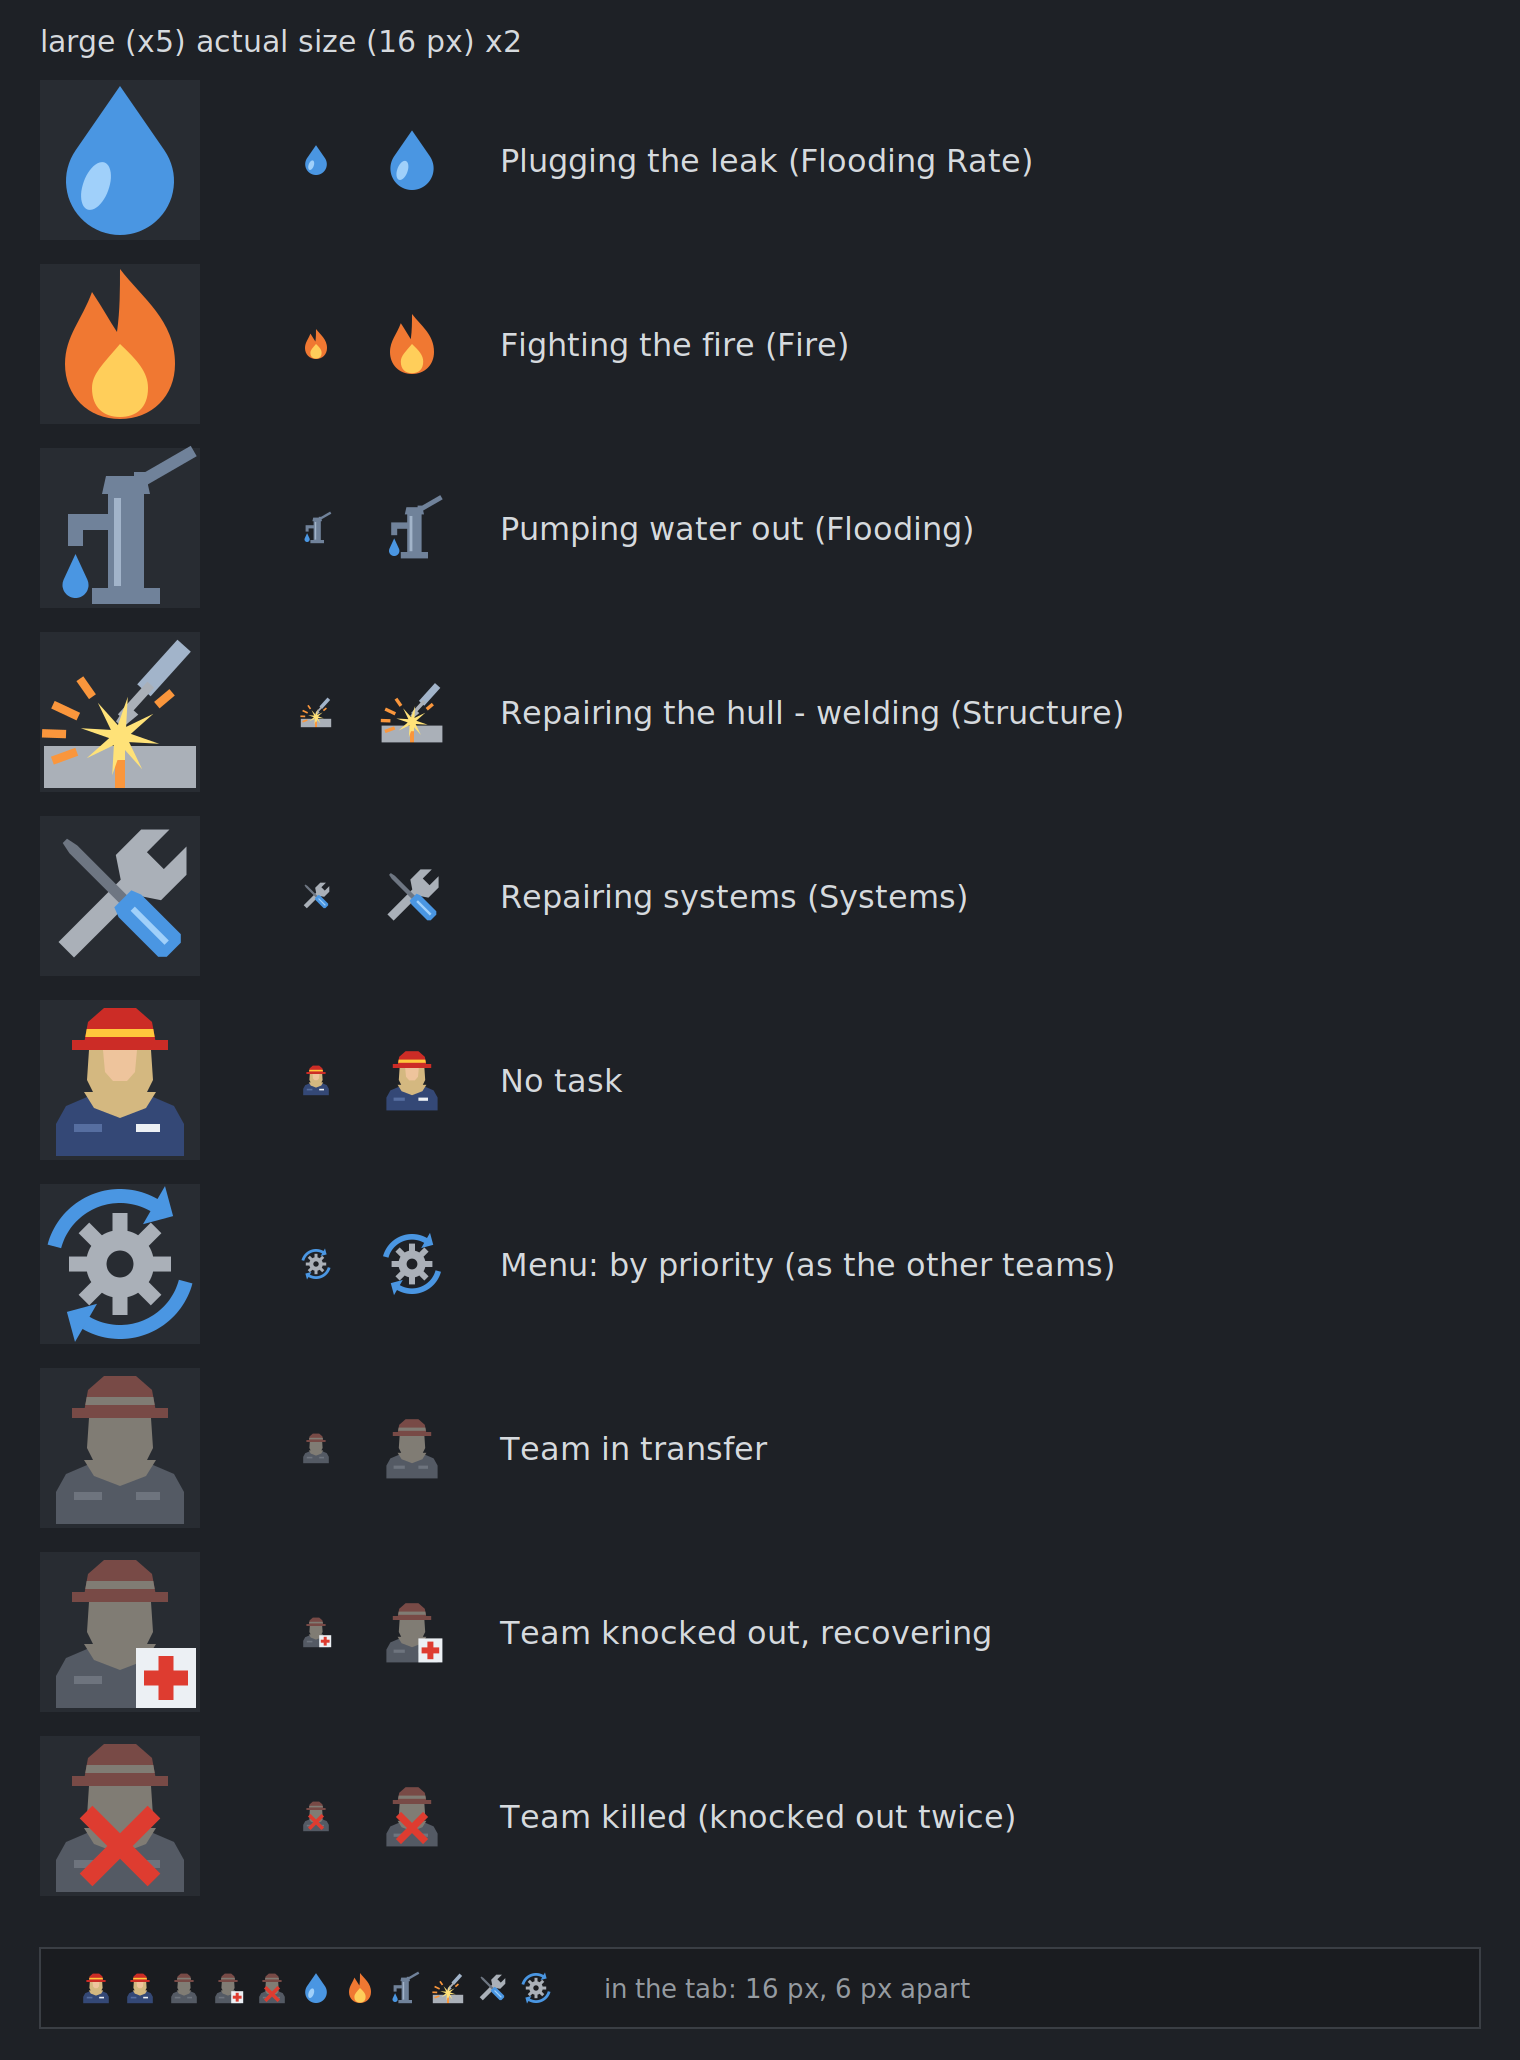 large (x5) actual size (16 px) x2
Plugging the leak (Flooding Rate)
Fighting the fire (Fire)
Pumping water out (Flooding)
Repairing the hull - welding (Structure)
Repairing systems (Systems)
No task
Menu: by priority (as the other teams)
Team in transfer
Team knocked out, recovering
Team killed (knocked out twice)
in the tab: 16 px, 6 px apart